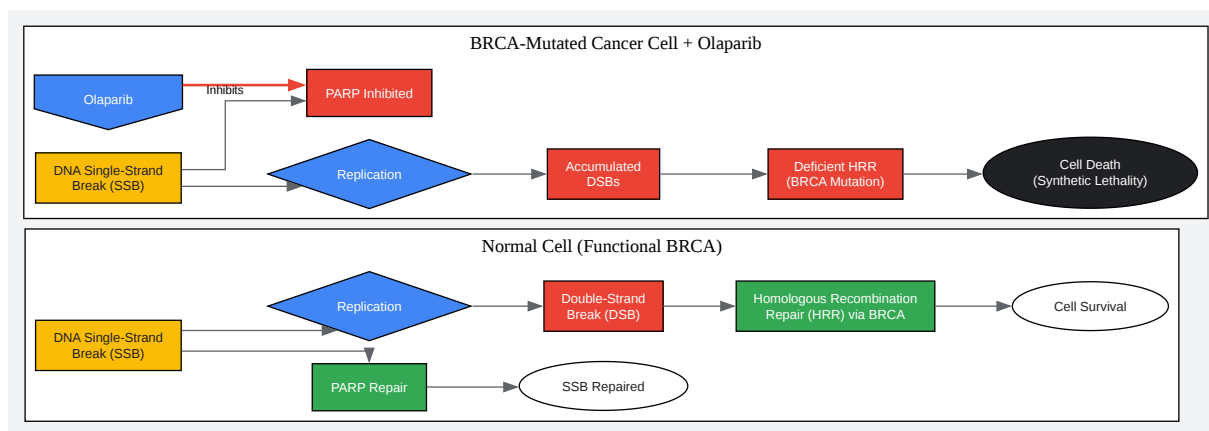 BRCA-Mutated Cancer Cell + Olaparib
Olaparib
Inhibits
PARP Inhibited
DNA Single-Strand
Break (SSB)
Replication
Accumulated
DSBs
Deficient HRR
(BRCA Mutation)
Cell Death
(Synthetic Lethality)
Normal Cell (Functional BRCA)
DNA Single-Strand
Break (SSB)
Replication
Double-Strand
Break (DSB)
Homologous Recombination
Repair (HRR) via BRCA
Cell Survival
PARP Repair
SSB Repaired